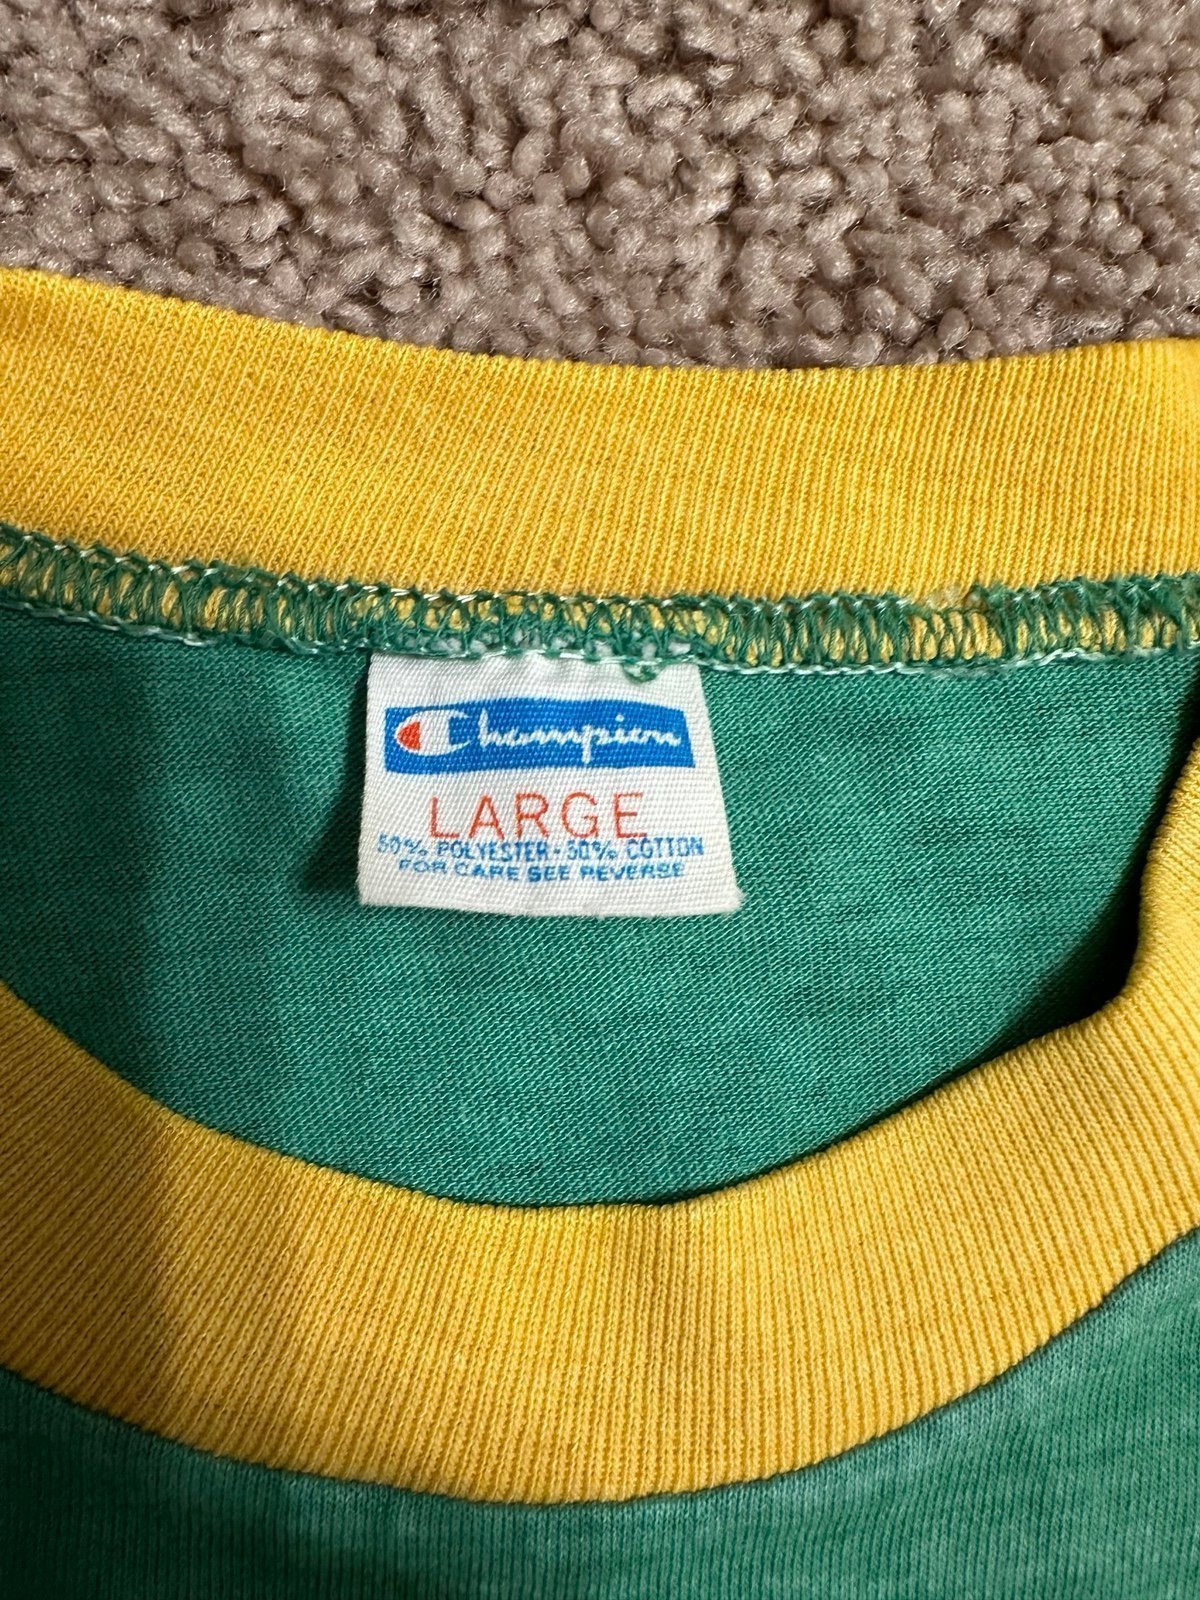 Champion
LARGE
50% POLYESTER-50% COTTON
FOR CARE SEE REVERSE